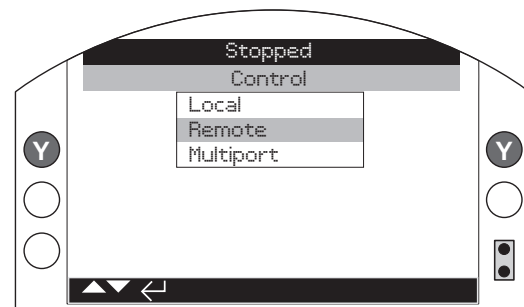 Stopped
Control
Local
Y
Remote
Y
Multiport